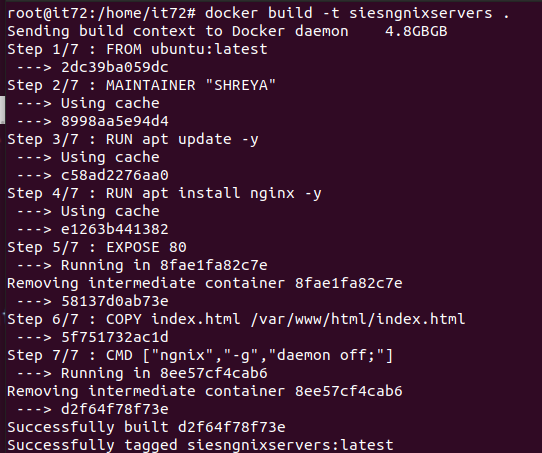 root@it72:/home/it72# docker build -t siesngnixservers .
Sending build context to Docker daemon    4.8GBGB
Step 1/7 : FROM ubuntu:latest
 ---> 2dc39ba059dc
Step 2/7 : MAINTAINER "SHREYA"
 ---> Using cache
 ---> 8998aa5e94d4
Step 3/7 : RUN apt update -y
 ---> Using cache
 ---> c58ad2276aa0
Step 4/7 : RUN apt install nginx -y
 ---> Using cache
 ---> e1263b441382
Step 5/7 : EXPOSE 80
 ---> Running in 8fae1fa82c7e
Removing intermediate container 8fae1fa82c7e
 ---> 58137d0ab73e
Step 6/7 : COPY index.html /var/www/html/index.html
 ---> 5f751732ac1d
Step 7/7 : CMD ["ngnix","-g","daemon off;"]
 ---> Running in 8ee57cf4cab6
Removing intermediate container 8ee57cf4cab6
 ---> d2f64f78f73e
Successfully built d2f64f78f73e
Successfully tagged siesngnixservers:latest